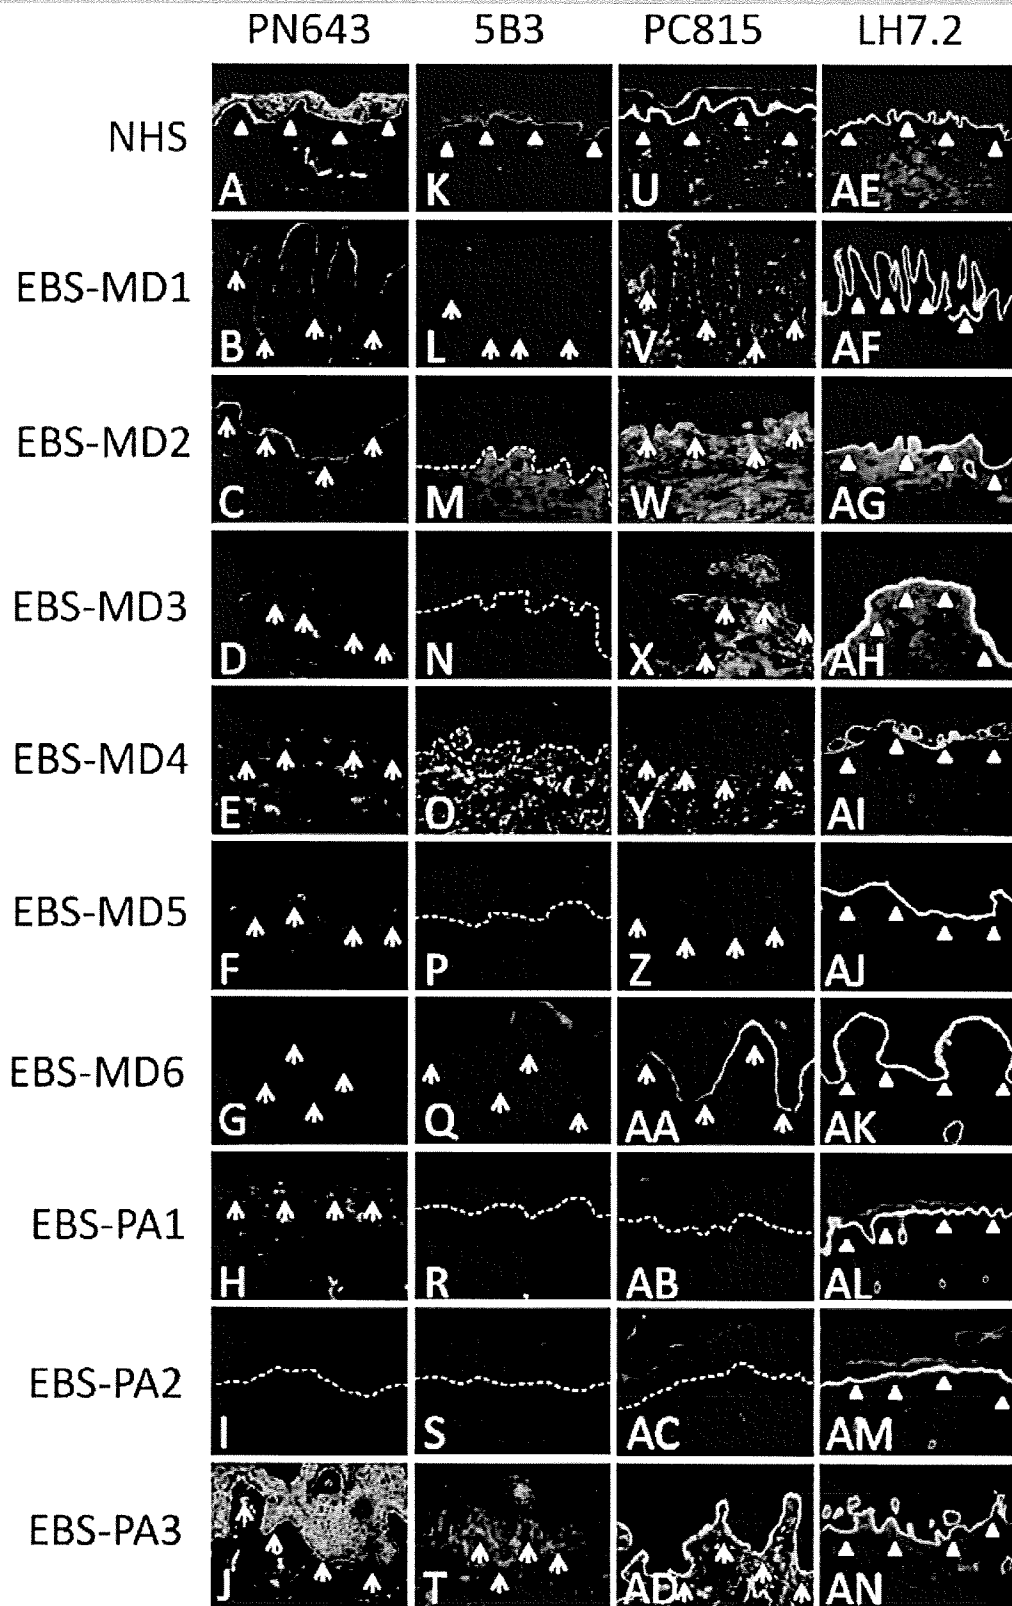 PN643 5B3 PC815 LH7.2
NHS A K U AE
EBS-MD1 B L V AF
EBS-MD2 C M W AG
EBS-MD3 D N X AH
EBS-MD4 E O Y AI
EBS-MD5 F P Z AJ
EBS-MD6 G Q AA AK
EBS-PA1 H R AB AL
EBS-PA2 I S AC AM
EBS-PA3 J T AD AN